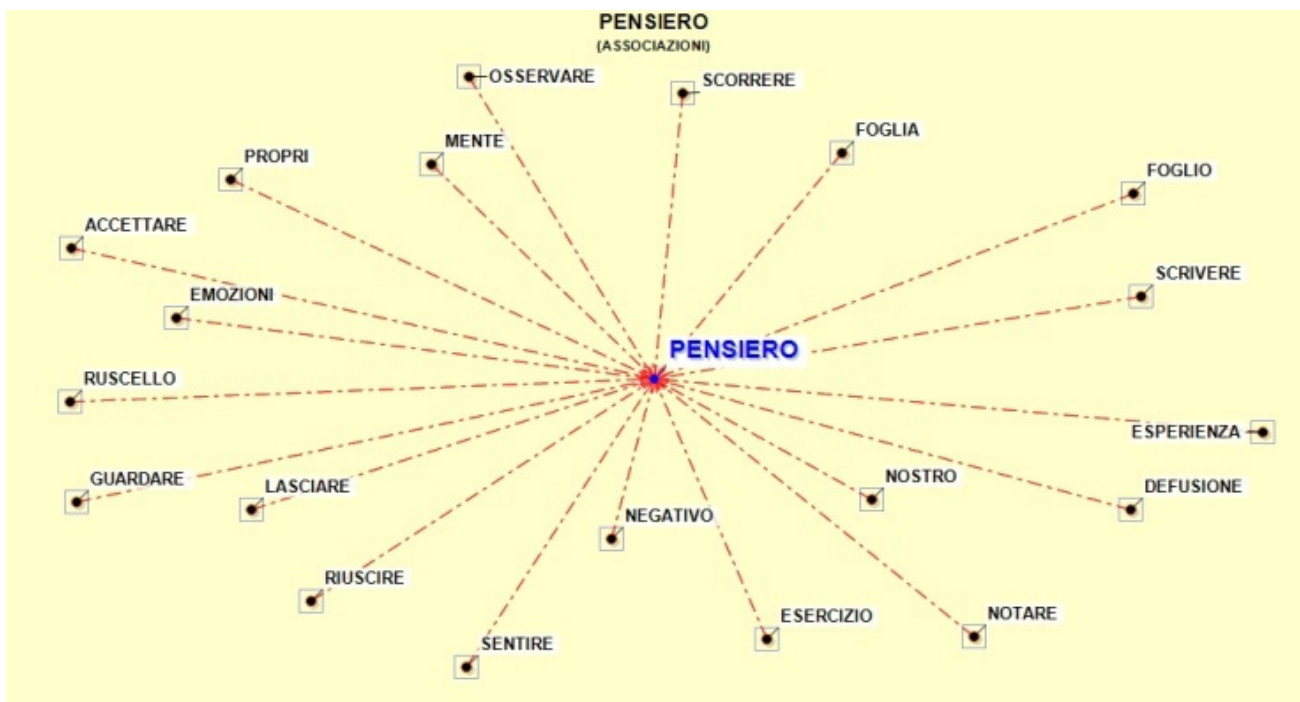 PENSIERO
(ASSOCIAZIONI)
OSSERVARE
SCORRERE
FOGLIA
MENTE
PROPRI
FOGLIO
ACCETTARE
SCRIVERE
EMOZIONI
PENSIERO
RUSCELLO
ESPERIENZA
NOSTRO
GUARDARE
LASCIARE
DEFUSIONE
NEGATIVO
RIUSCIRE
ESERCIZIO
NOTARE
SENTIRE